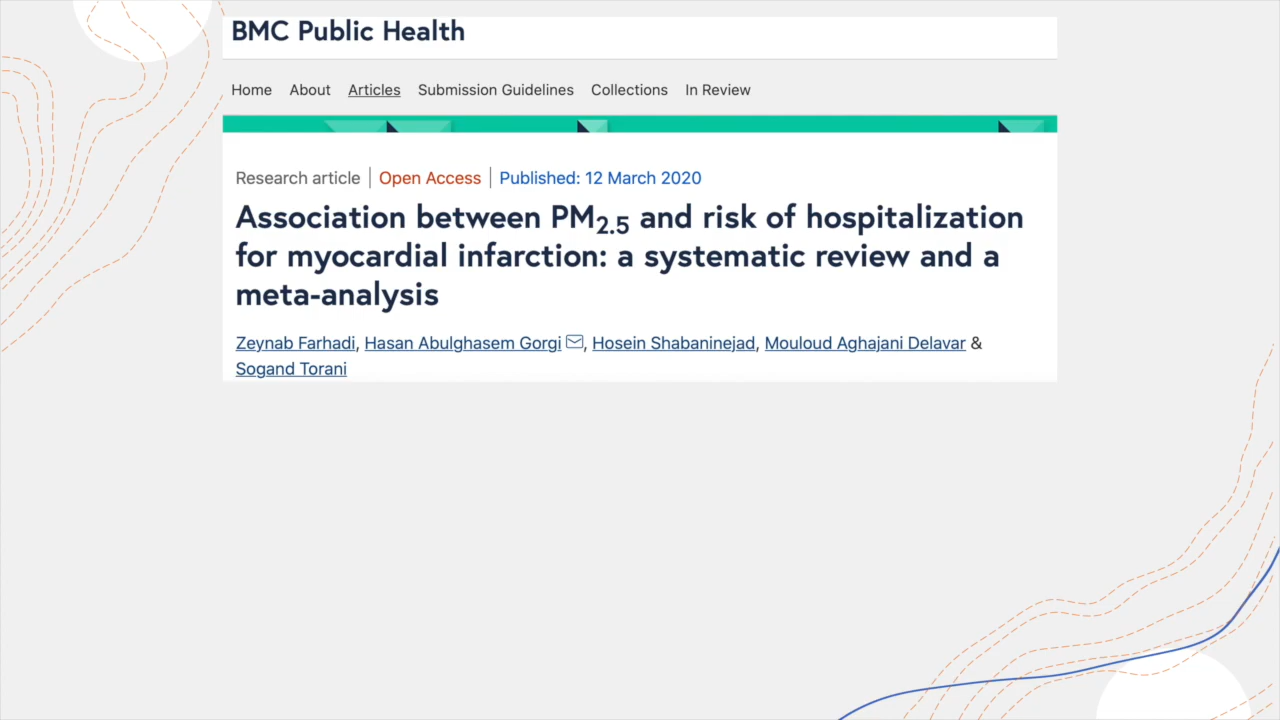 BMC Public Health
Home About Articles Submission Guidelines Collections In Review
Research article | Open Access | Published: 12 March 2020
Association between PM2.5 and risk of hospitalization
for myocardial infarction: a systematic review and a
meta-analysis
Zeynab Farhadi, Hasan Abulghasem Gorgi, Hosein Shabaninejad, Mouloud Aghajani Delavar &
Sogand Torani